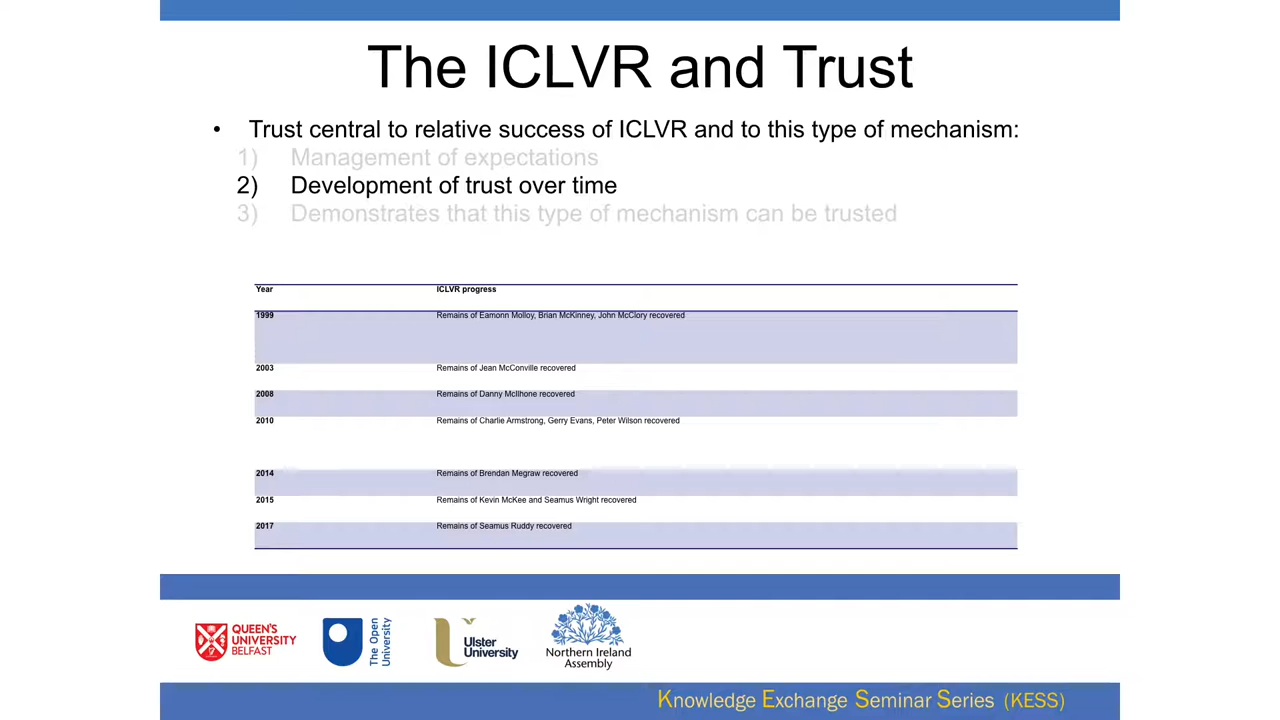 The ICLVR and Trust
• Trust central to relative success of ICLVR and to this type of mechanism:
1) Management of expectations
2) Development of trust over time
3) Demonstrates that this type of mechanism can be trusted
Year ICLVR progress
1999 Remains of Eamonn Molloy, Brian McKinney, John McClory recovered
2003 Remains of Jean McConville recovered
2008 Remains of Danny McIlhone recovered
2010 Remains of Charlie Armstrong, Gerry Evans, Peter Wilson recovered
2014 Remains of Brendan Megraw recovered
2015 Remains of Kevin McKee and Seamus Wright recovered
2017 Remains of Seamus Ruddy recovered
QUEEN'S
UNIVERSITY
BELFAST
The Open
University
Ulster
University
Northern Ireland
Assembly
Knowledge Exchange Seminar Series (KESS)